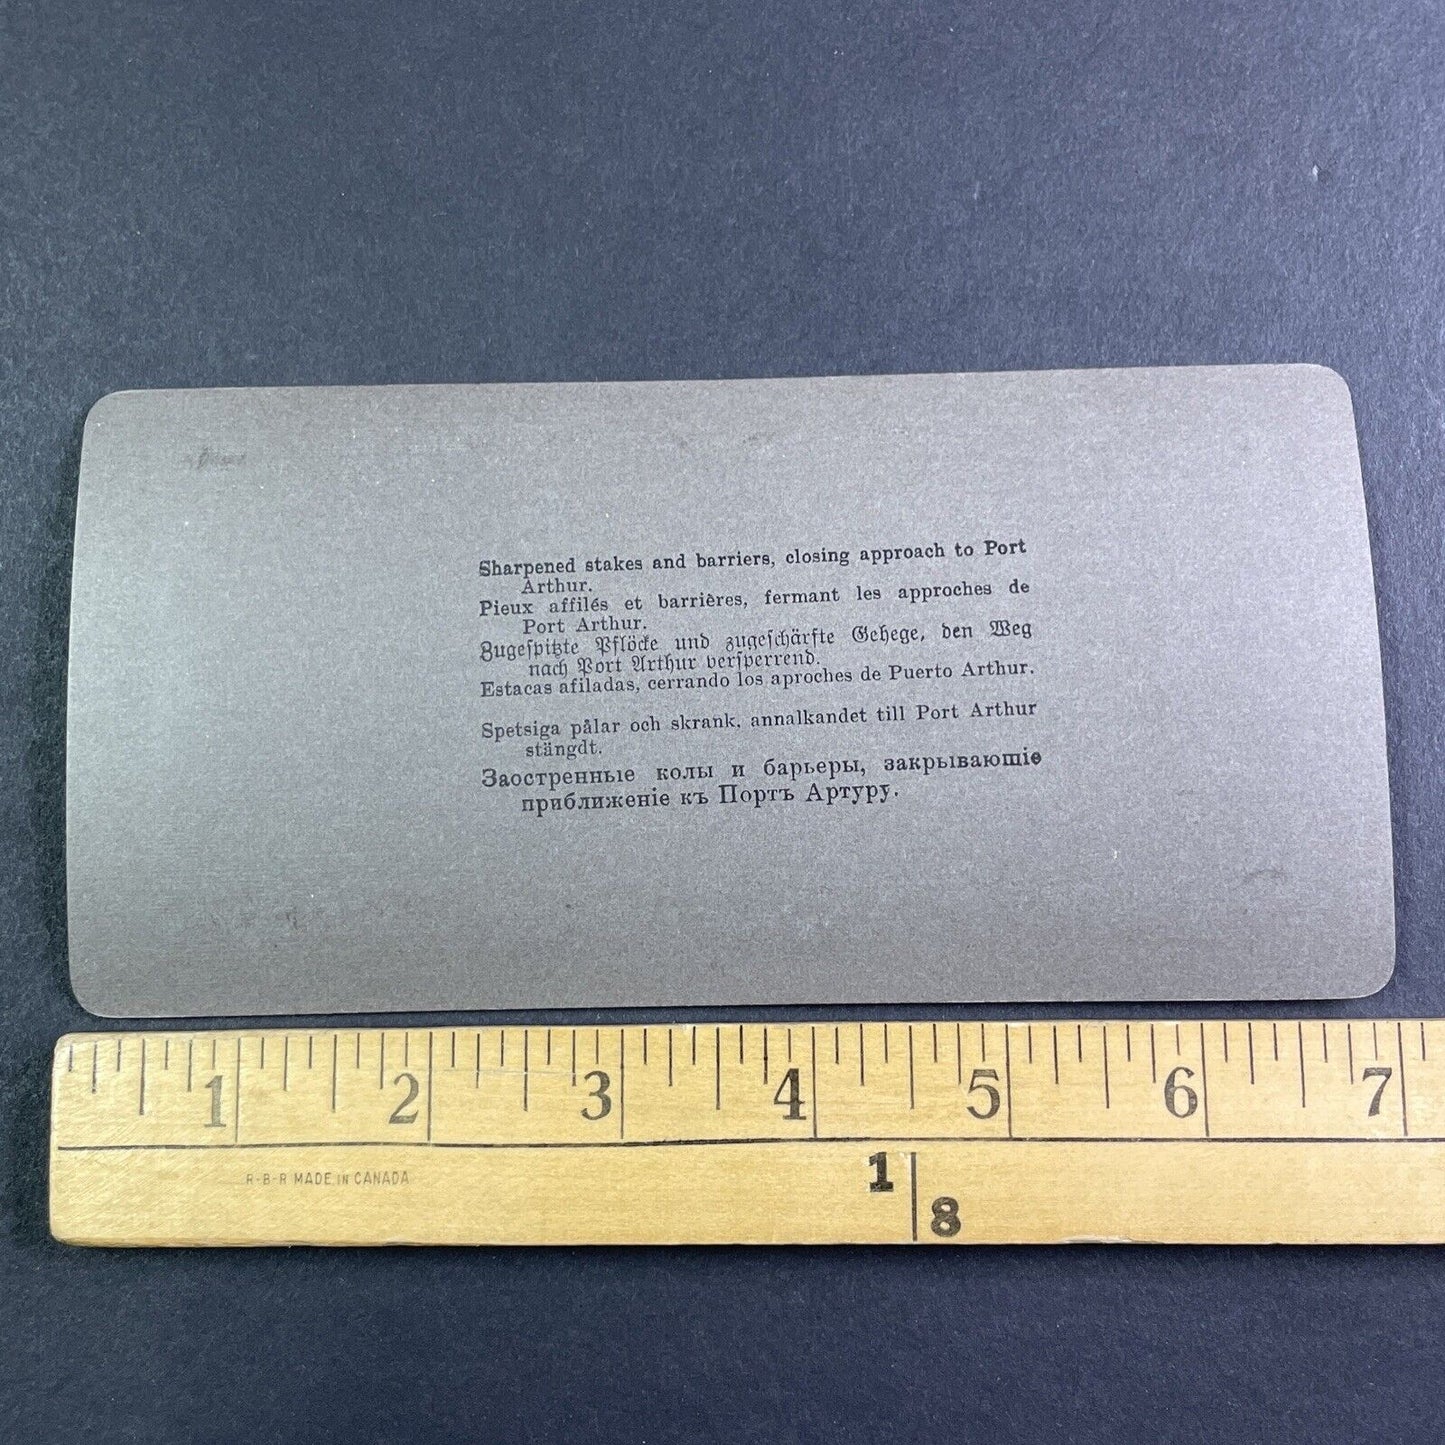 Sharpened stakes and barriers, closing approach to Port
Arthur.
Pieux affilés et barrières, fermant les approches de
Port Arthur.
Zugespitzte Pflöcke und zugeschärfte Gehege, den Weg
nach Port Arthur versperrend.
Estacas afiladas, cerrando los aproches de Puerto Arthur.
Spetsiga pålar och skrank, annalkandet till Port Arthur
stängdt.
Заостренные колы и барьеры, закрывающіе
приближеніе къ Портъ Артуру.
1 2 3 4 5 6 7
R-B-R MADE IN CANADA
1
8